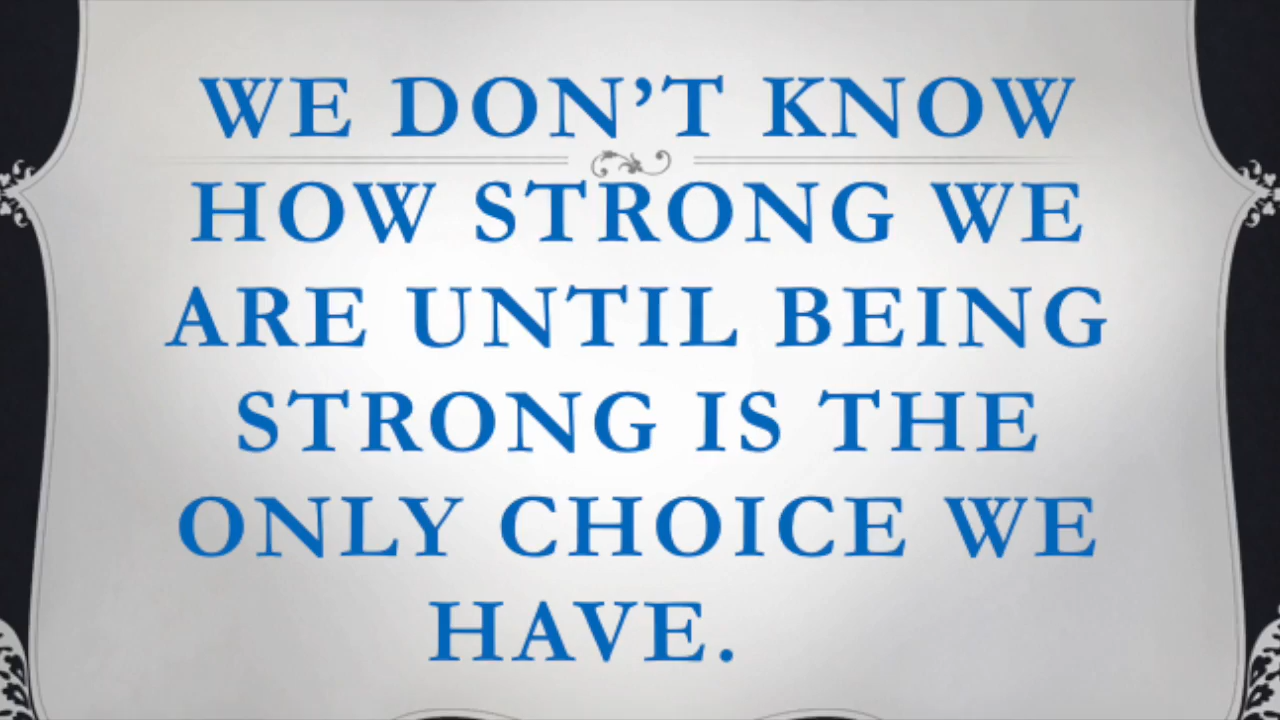 WE DON’T KNOW
HOW STRONG WE
ARE UNTIL BEING
STRONG IS THE
ONLY CHOICE WE
HAVE.